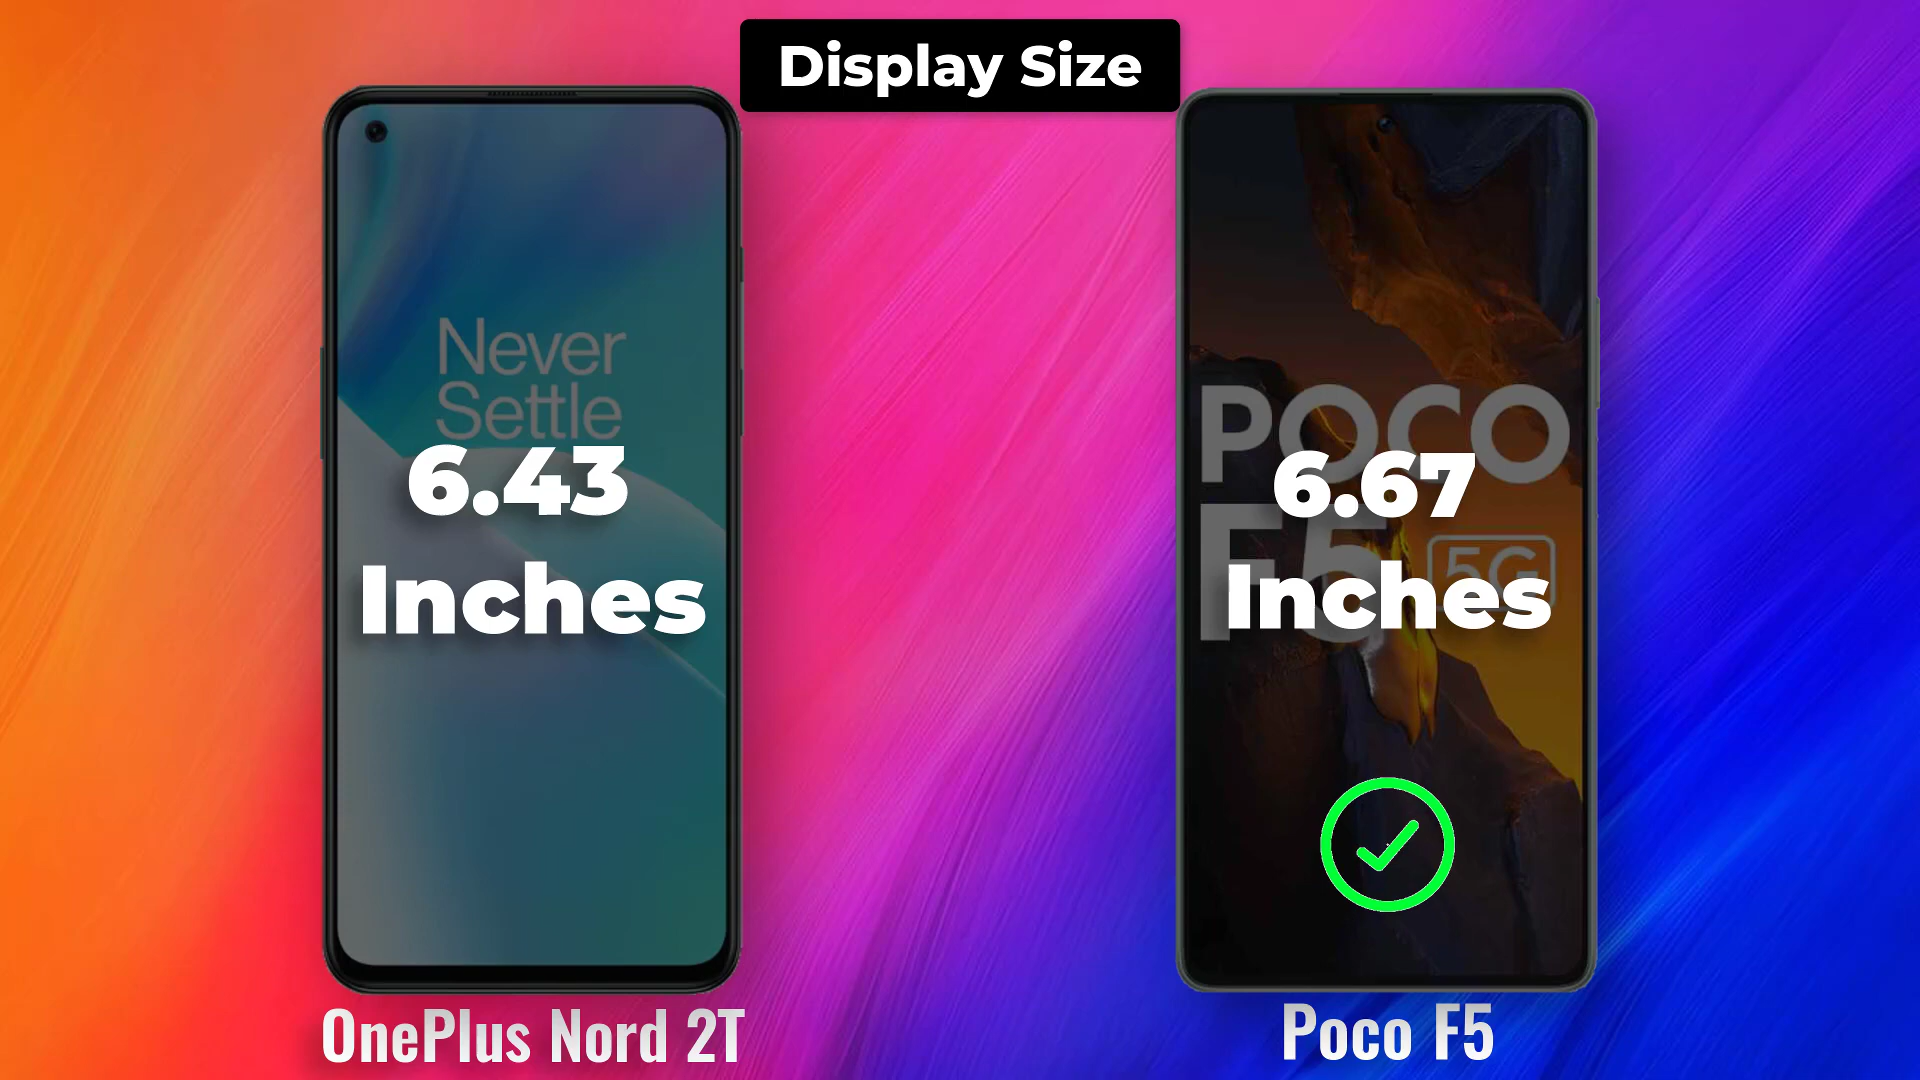 Display Size
Never
Settle
6.43
Inches
OnePlus Nord 2T
POCO
F5 5G
6.67
Inches
Poco F5